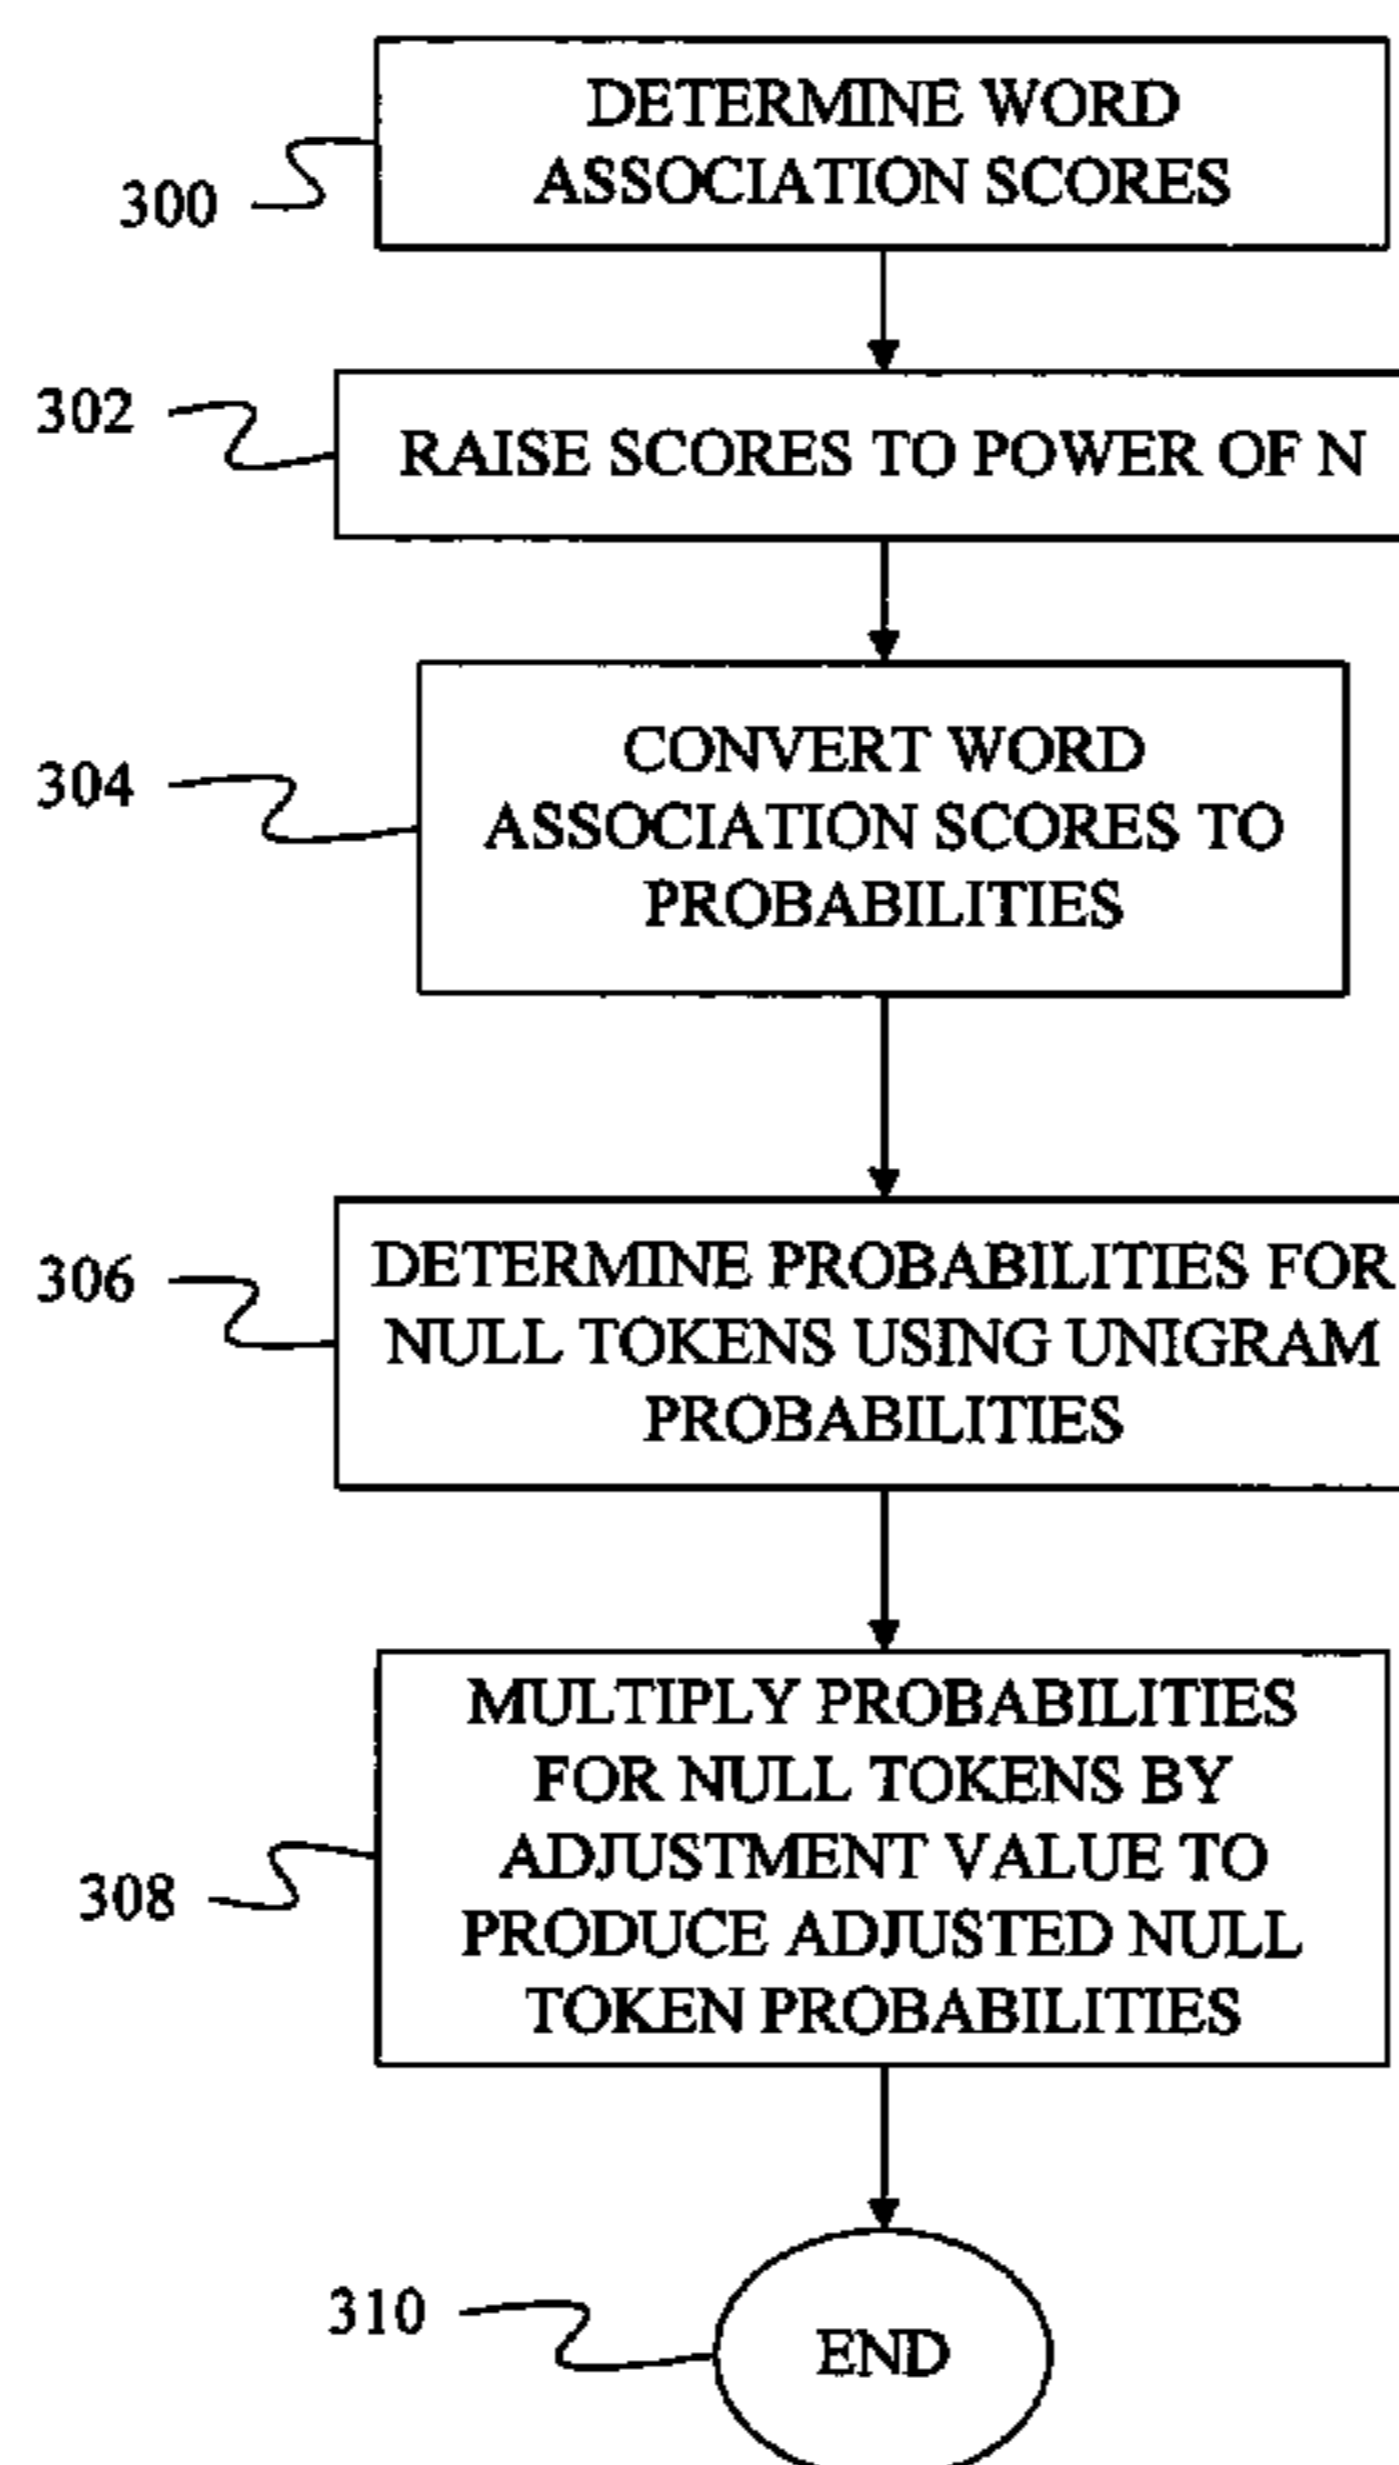 DETERMINE WORD
ASSOCIATION SCORES
300
302
RAISE SCORES TO POWER OF N
CONVERT WORD
304
ASSOCIATION SCORES TO
PROBABILITIES
306
DETERMINE PROBABILITIES FOR
NULL TOKENS USING UNIGRAM
PROBABILITIES
MULTIPLY PROBABILITIES
FOR NULL TOKENS BY
ADJUSTMENT VALUE TO
308
PRODUCE ADJUSTED NULL
TOKEN PROBABILITIES
310
END